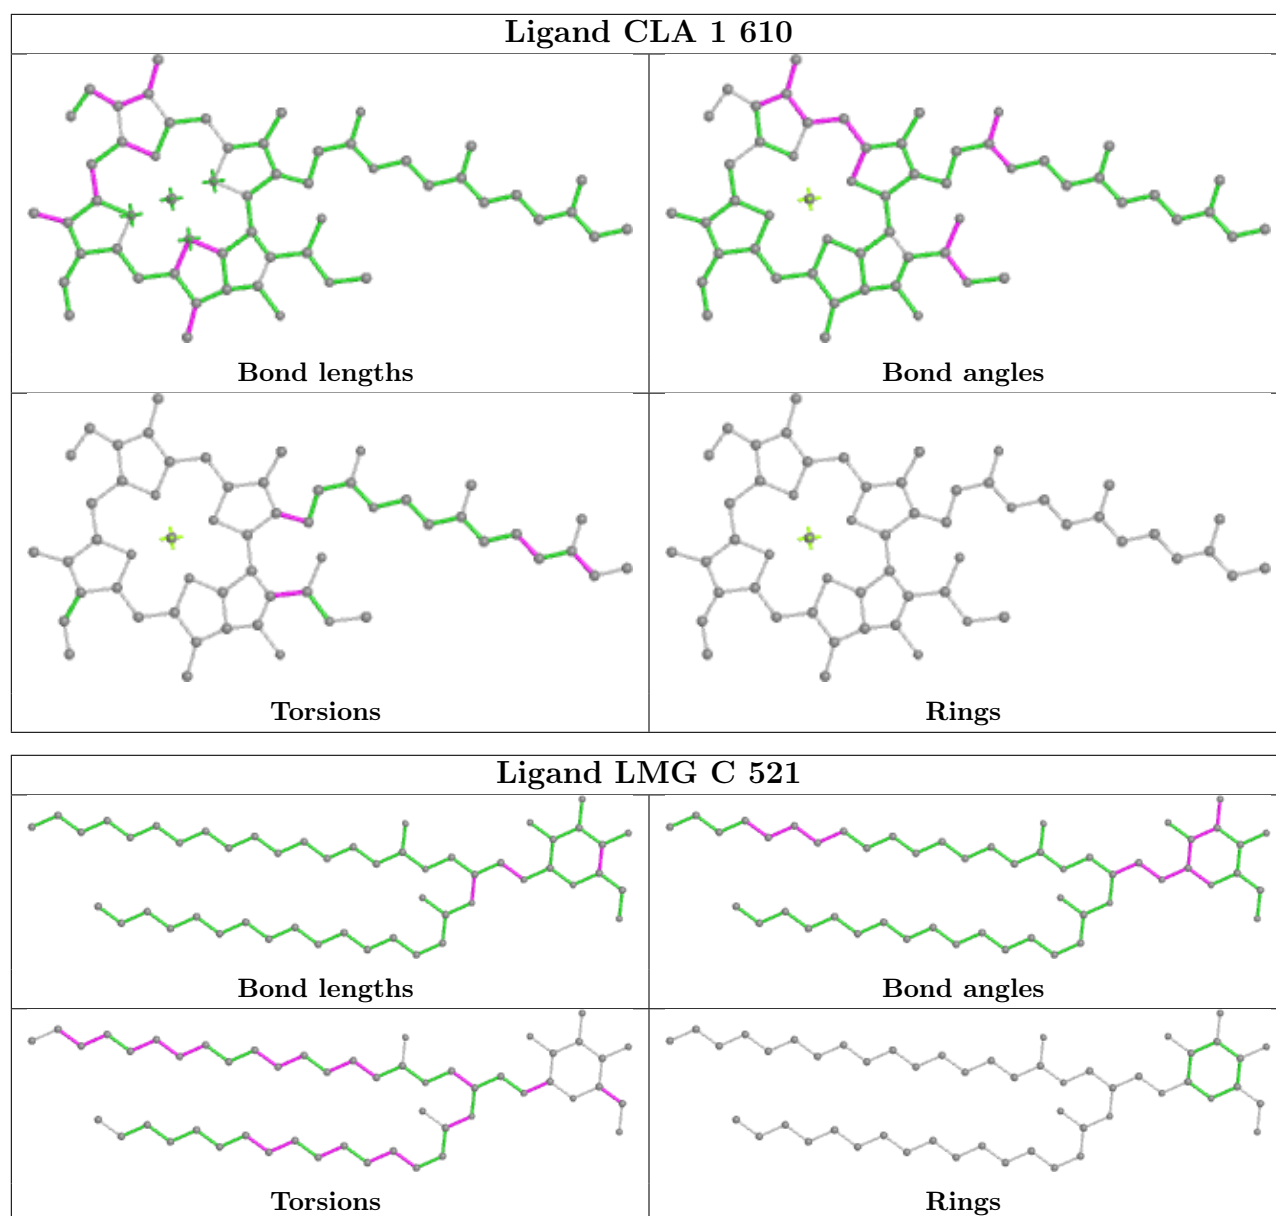 Ligand CLA 1 610
Bond lengths
Bond angles
Torsions
Rings
Ligand LMG C 521
Bond lengths
Bond angles
Torsions
Rings